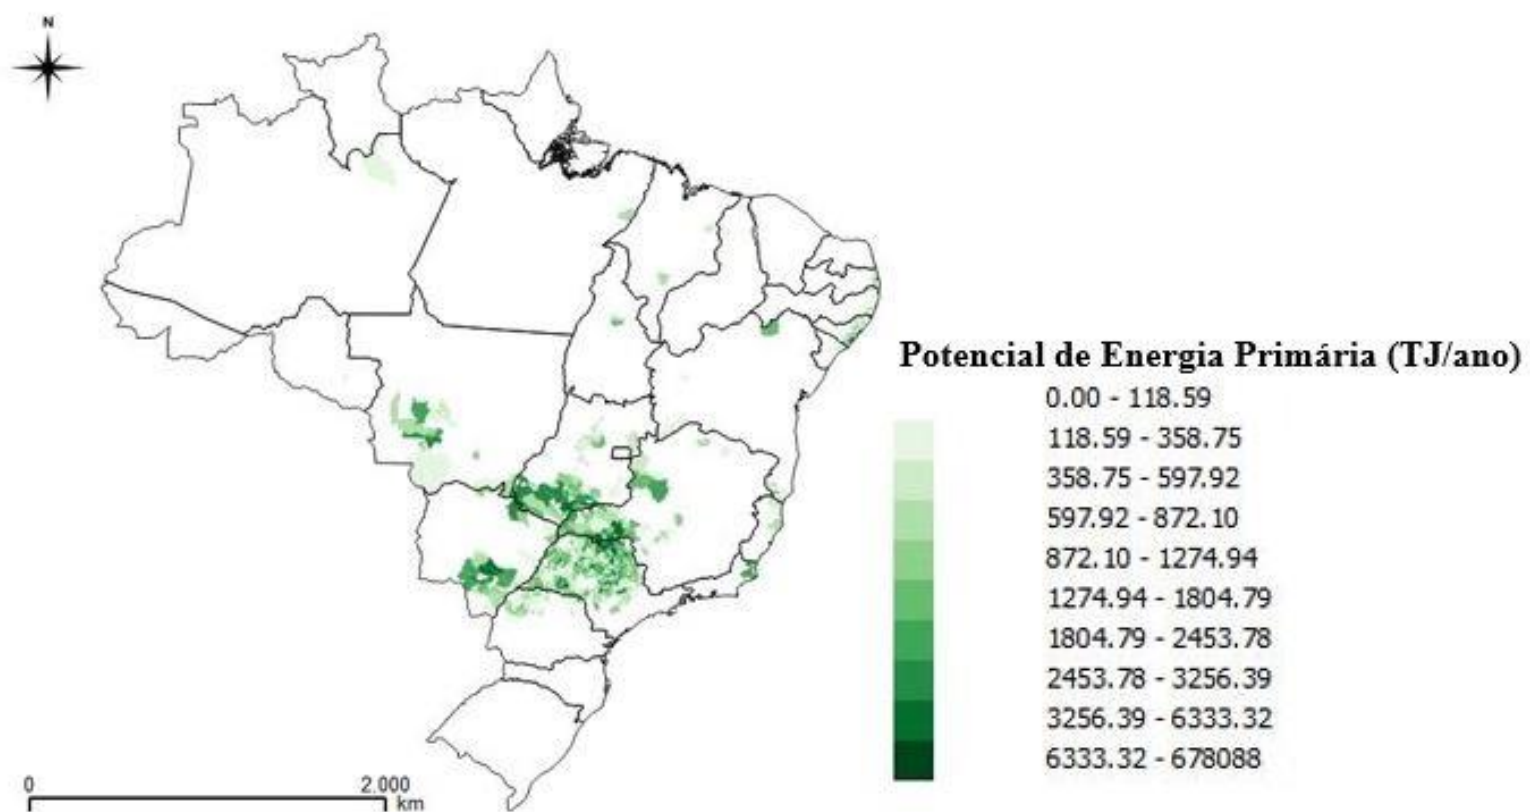 N
Potencial de Energia Primária (TJ/ano)
0.00 - 118.59
118.59 - 358.75
358.75 - 597.92
597.92 - 872.10
872.10 - 1274.94
1274.94 - 1804.79
1804.79 - 2453.78
2453.78 - 3256.39
3256.39 - 6333.32
6333.32 - 678088
0 2.000
km